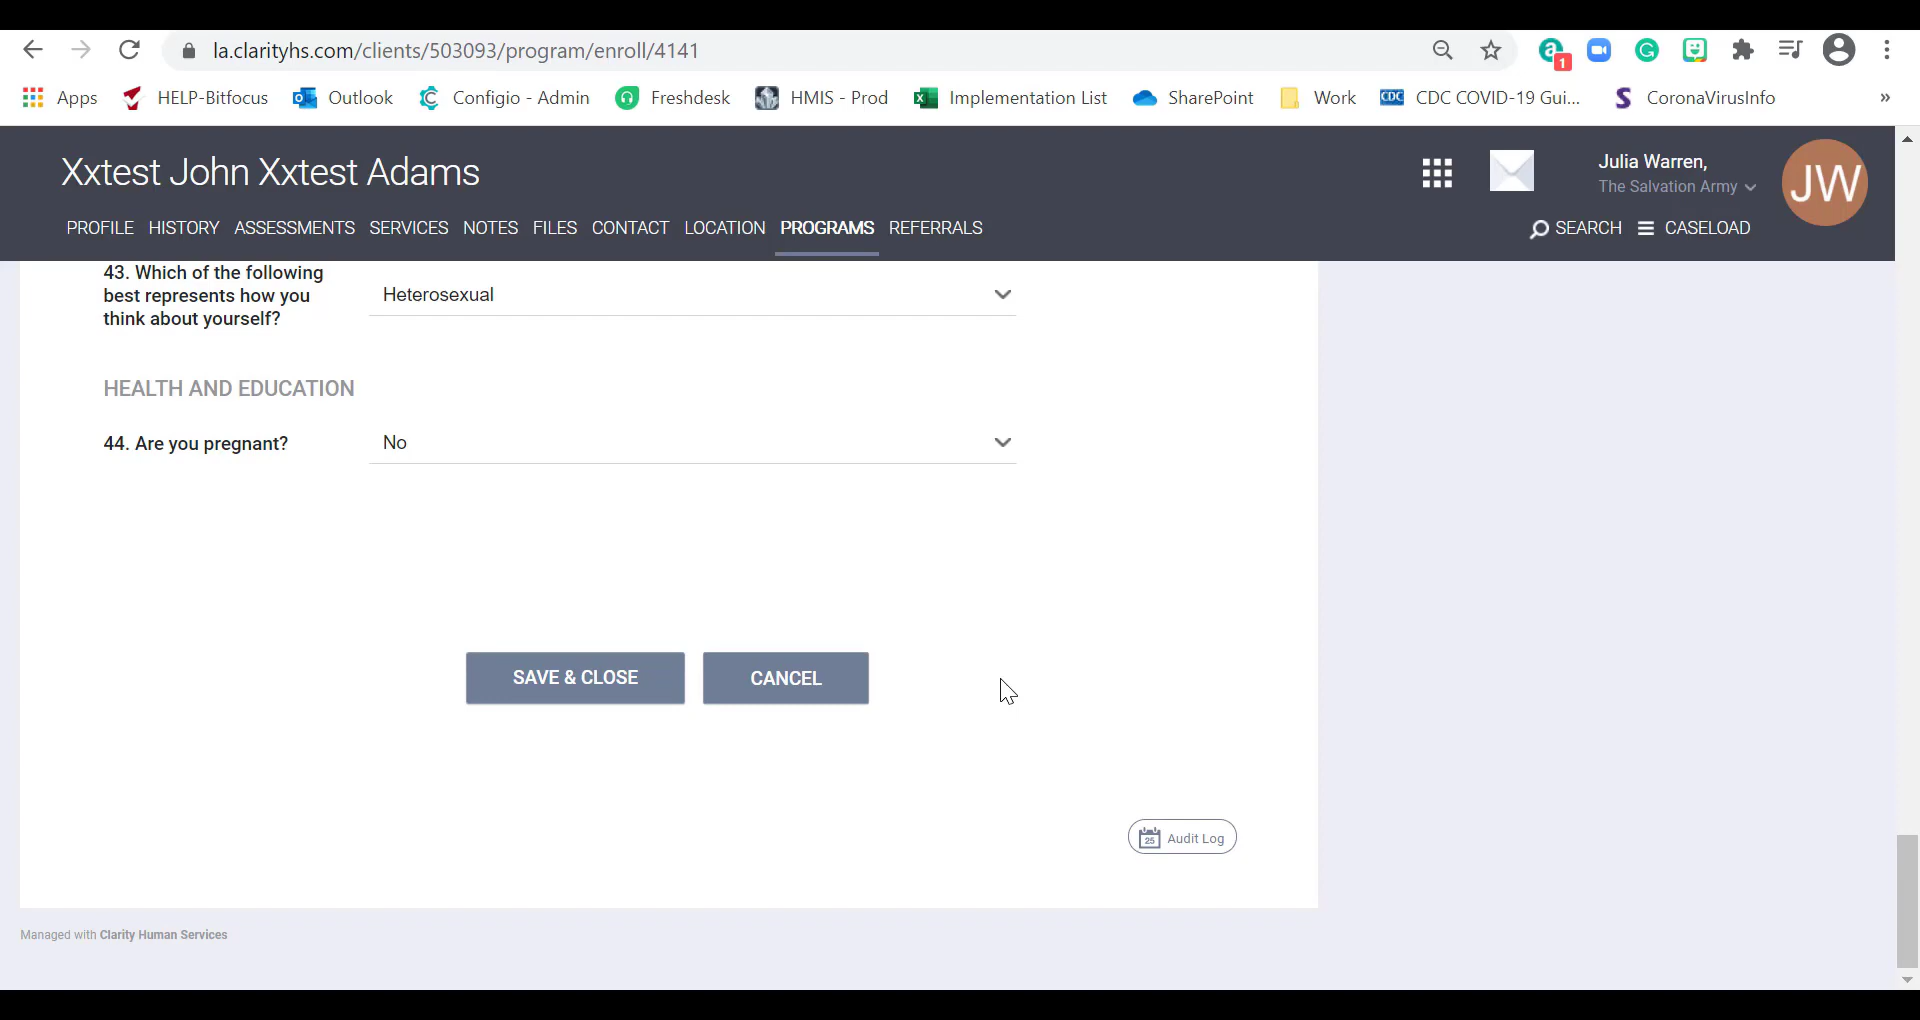 la.clarityhs.com/clients/503093/program/enroll/4141
1
Apps HELP-Bitfocus Outlook Configio - Admin Freshdesk HMIS - Prod Implementation List SharePoint Work CDC CDC COVID-19 Gui... CoronaVirusInfo »
Xxtest John Xxtest Adams
Julia Warren,
The Salvation Army
JW
PROFILE HISTORY ASSESSMENTS SERVICES NOTES FILES CONTACT LOCATION PROGRAMS REFERRALS
SEARCH CASELOAD
43. Which of the following
best represents how you
think about yourself?
Heterosexual
HEALTH AND EDUCATION
44. Are you pregnant? No
SAVE & CLOSE CANCEL
25 Audit Log
Managed with Clarity Human Services